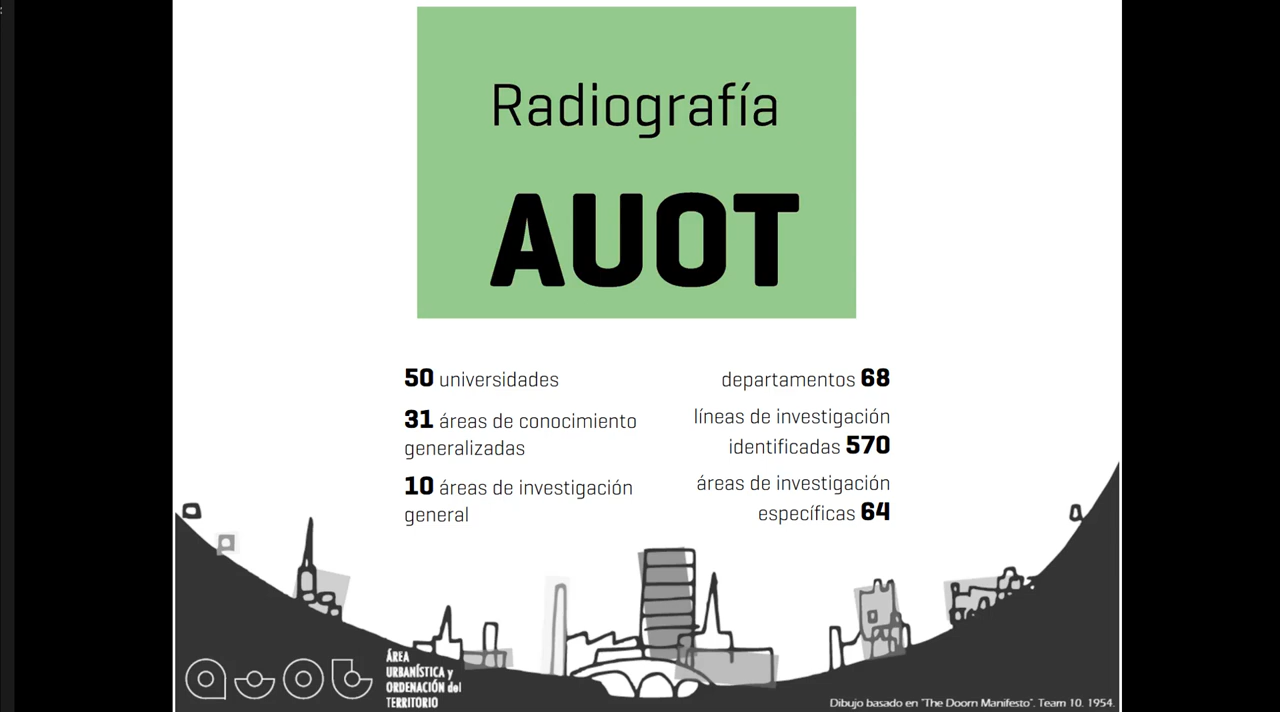 Radiografía
AUOT
50 universidades
31 áreas de conocimiento
generalizadas
10 áreas de investigación
general
departamentos 68
líneas de investigación
identificadas 570
áreas de investigación
específicas 64
auot
ÁREA
URBANÍSTICA y
ORDENACIÓN del
TERRITORIO
Dibujo basado en "The Doorn Manifesto". Team 10. 1954.